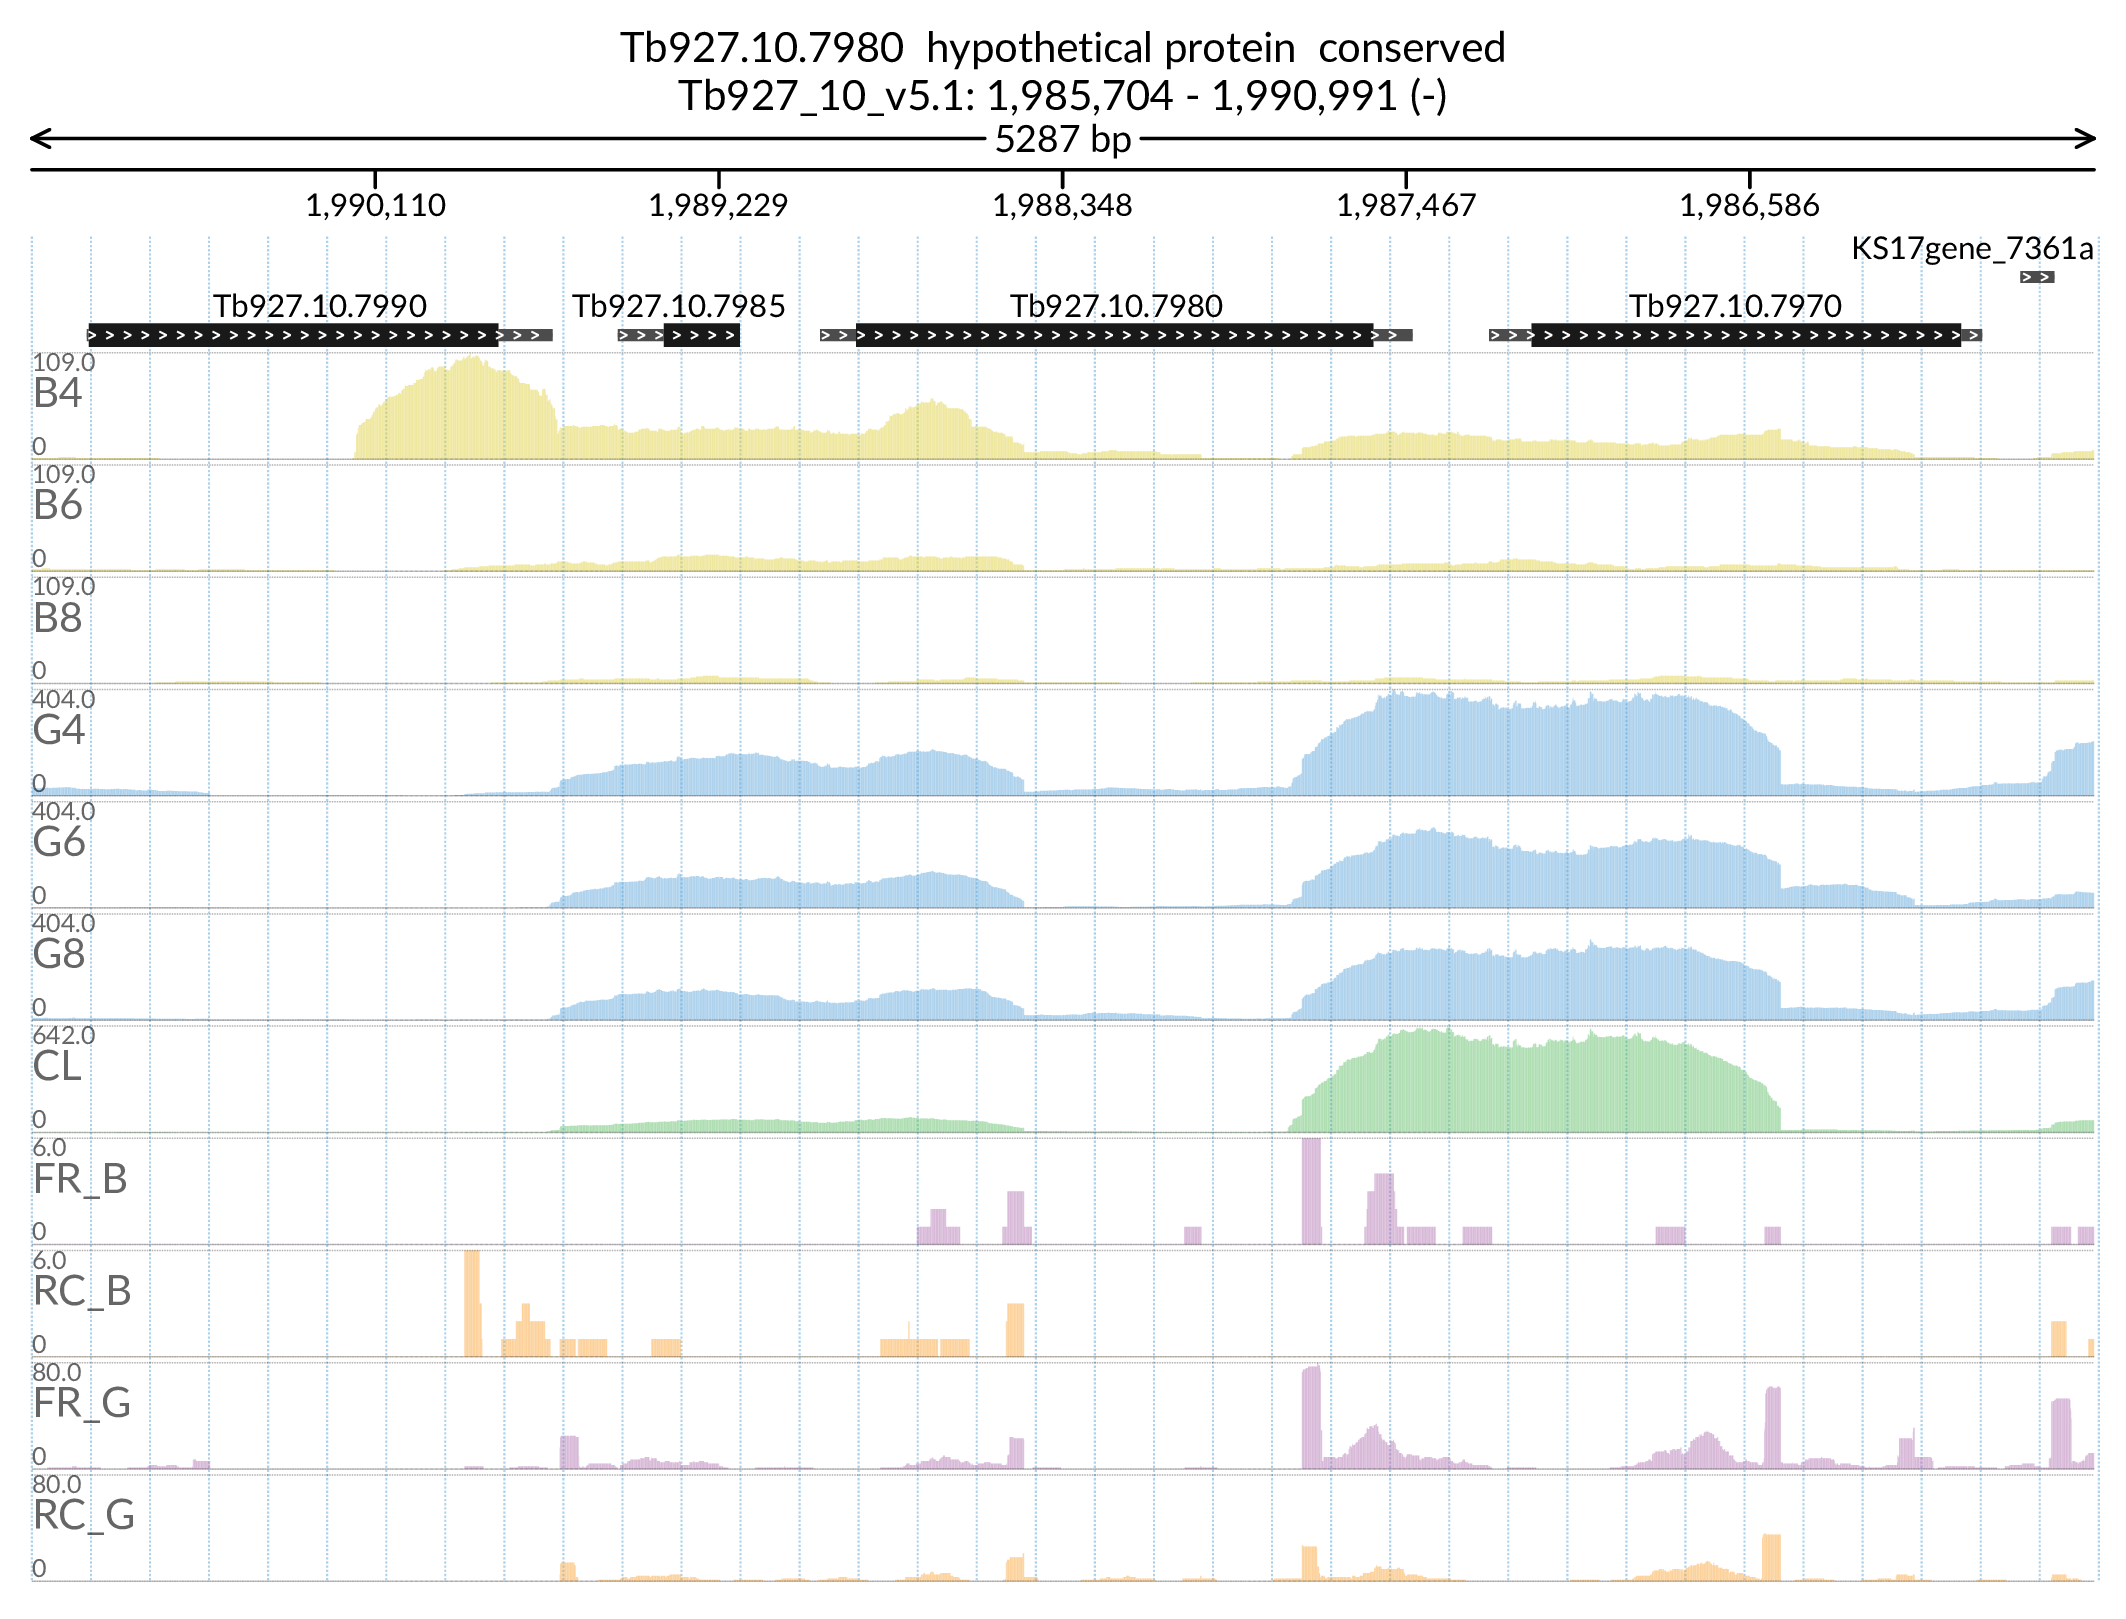 Tb927.10.7980  hypothetical protein  conserved
Tb927_10_v5.1: 1,985,704 - 1,990,991 (-)
5287 bp
1,990,110 1,989,229 1,988,348 1,987,467 1,986,586
KS17gene_7361a
Tb927.10.7990 Tb927.10.7985 Tb927.10.7980 Tb927.10.7970
109.0
B4
0
109.0
B6
0
109.0
B8
0
404.0
G4
0
404.0
G6
0
404.0
G8
0
642.0
CL
0
6.0
FR_B
0
6.0
RC_B
0
80.0
FR_G
0
80.0
RC_G
0